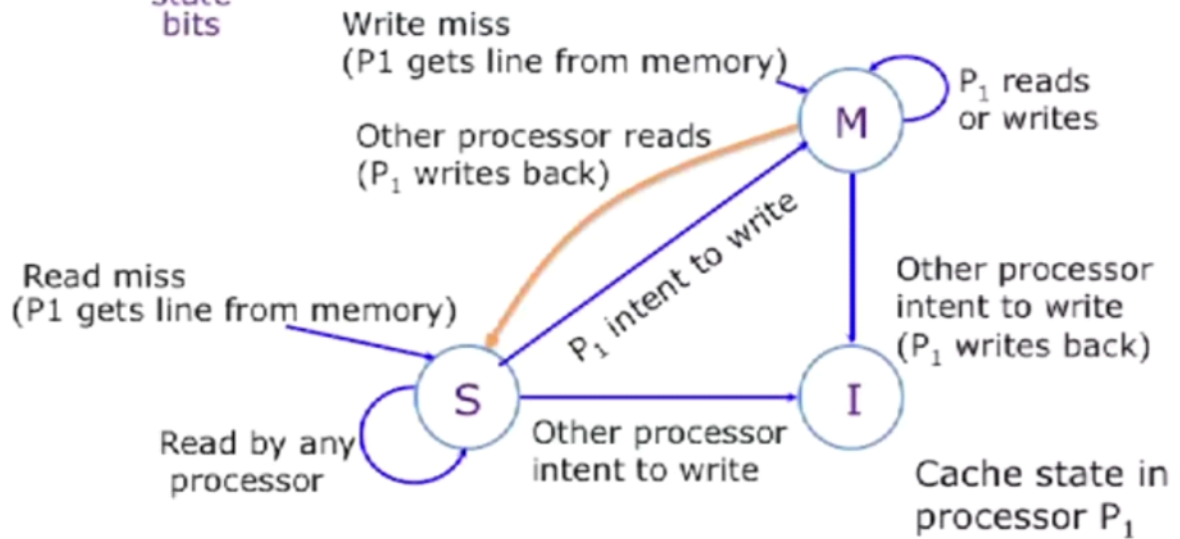 bits
Write miss
(P1 gets line from memory)
P₁ reads
or writes
M
Other processor reads
(P₁ writes back)
P₁ intent to write
Read miss
(P1 gets line from memory)
Other processor
intent to write
(P₁ writes back)
S
I
Read by any
processor
Other processor
intent to write
Cache state in
processor P₁